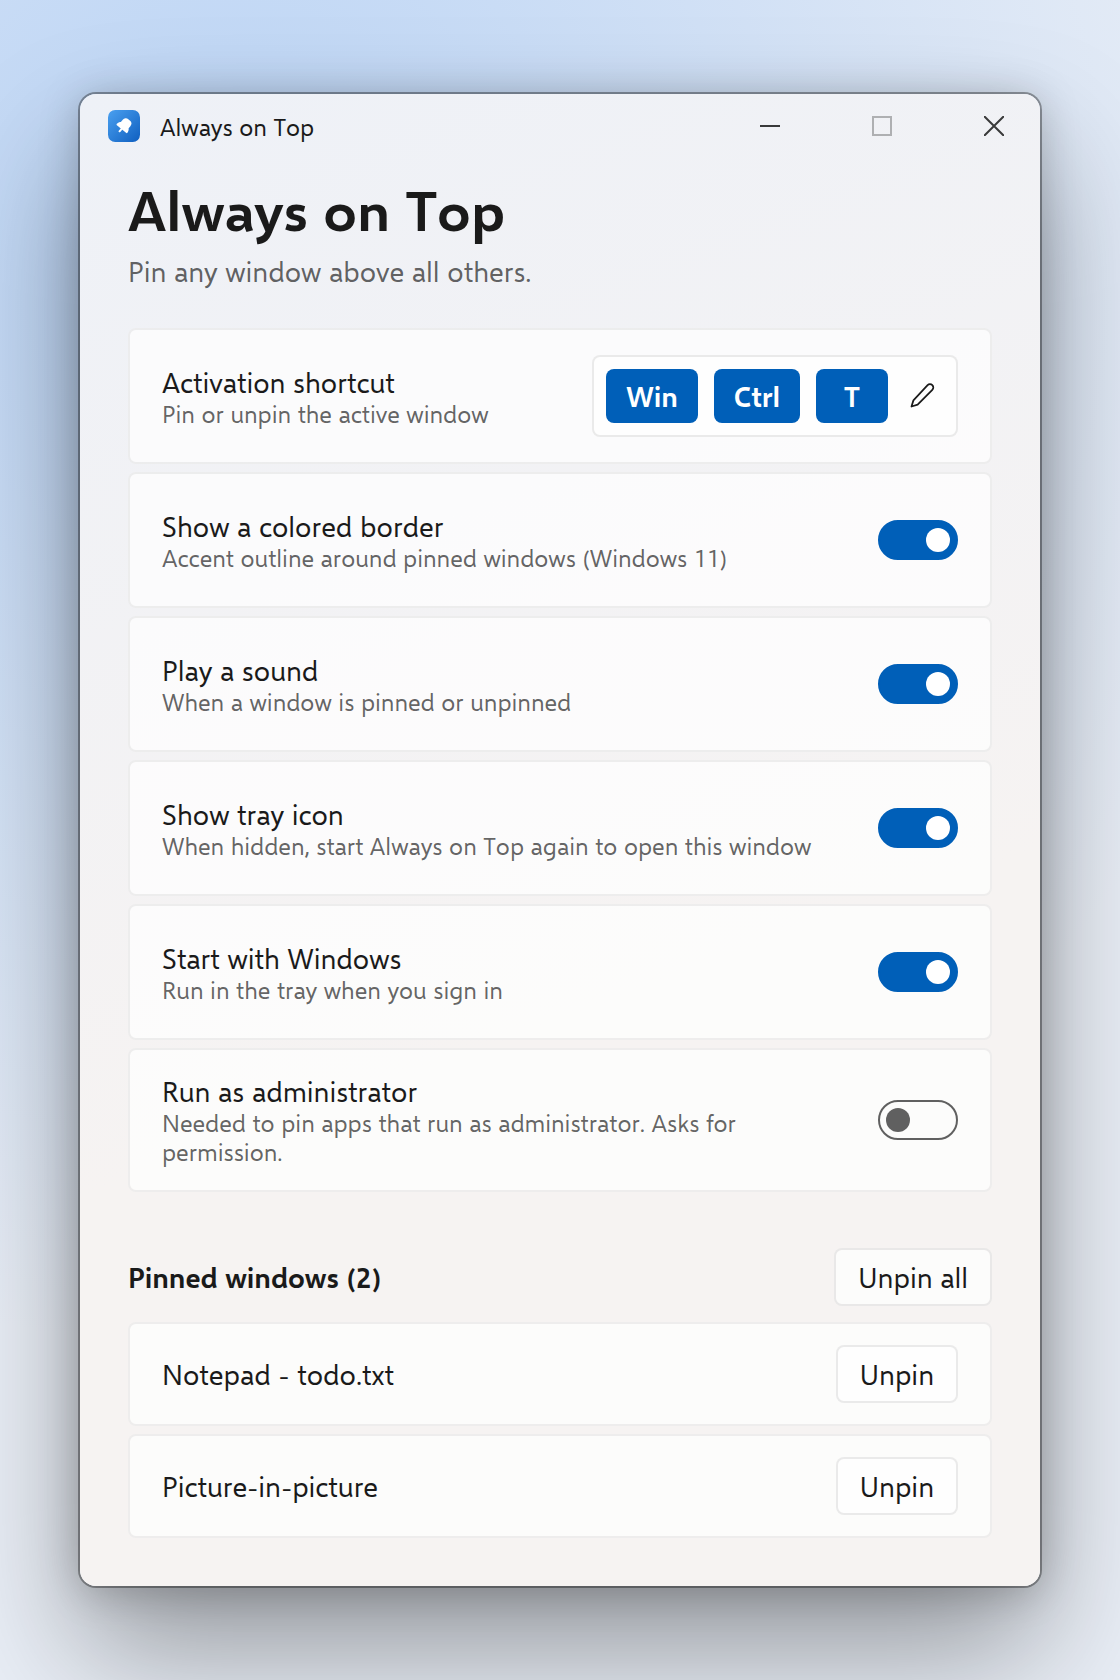 Always on Top
Always on Top
Pin any window above all others.
Activation shortcut
Pin or unpin the active window
Win Ctrl T
Show a colored border
Accent outline around pinned windows (Windows 11)
Play a sound
When a window is pinned or unpinned
Show tray icon
When hidden, start Always on Top again to open this window
Start with Windows
Run in the tray when you sign in
Run as administrator
Needed to pin apps that run as administrator. Asks for
permission.
Pinned windows (2)
Unpin all
Notepad - todo.txt
Unpin
Picture-in-picture
Unpin